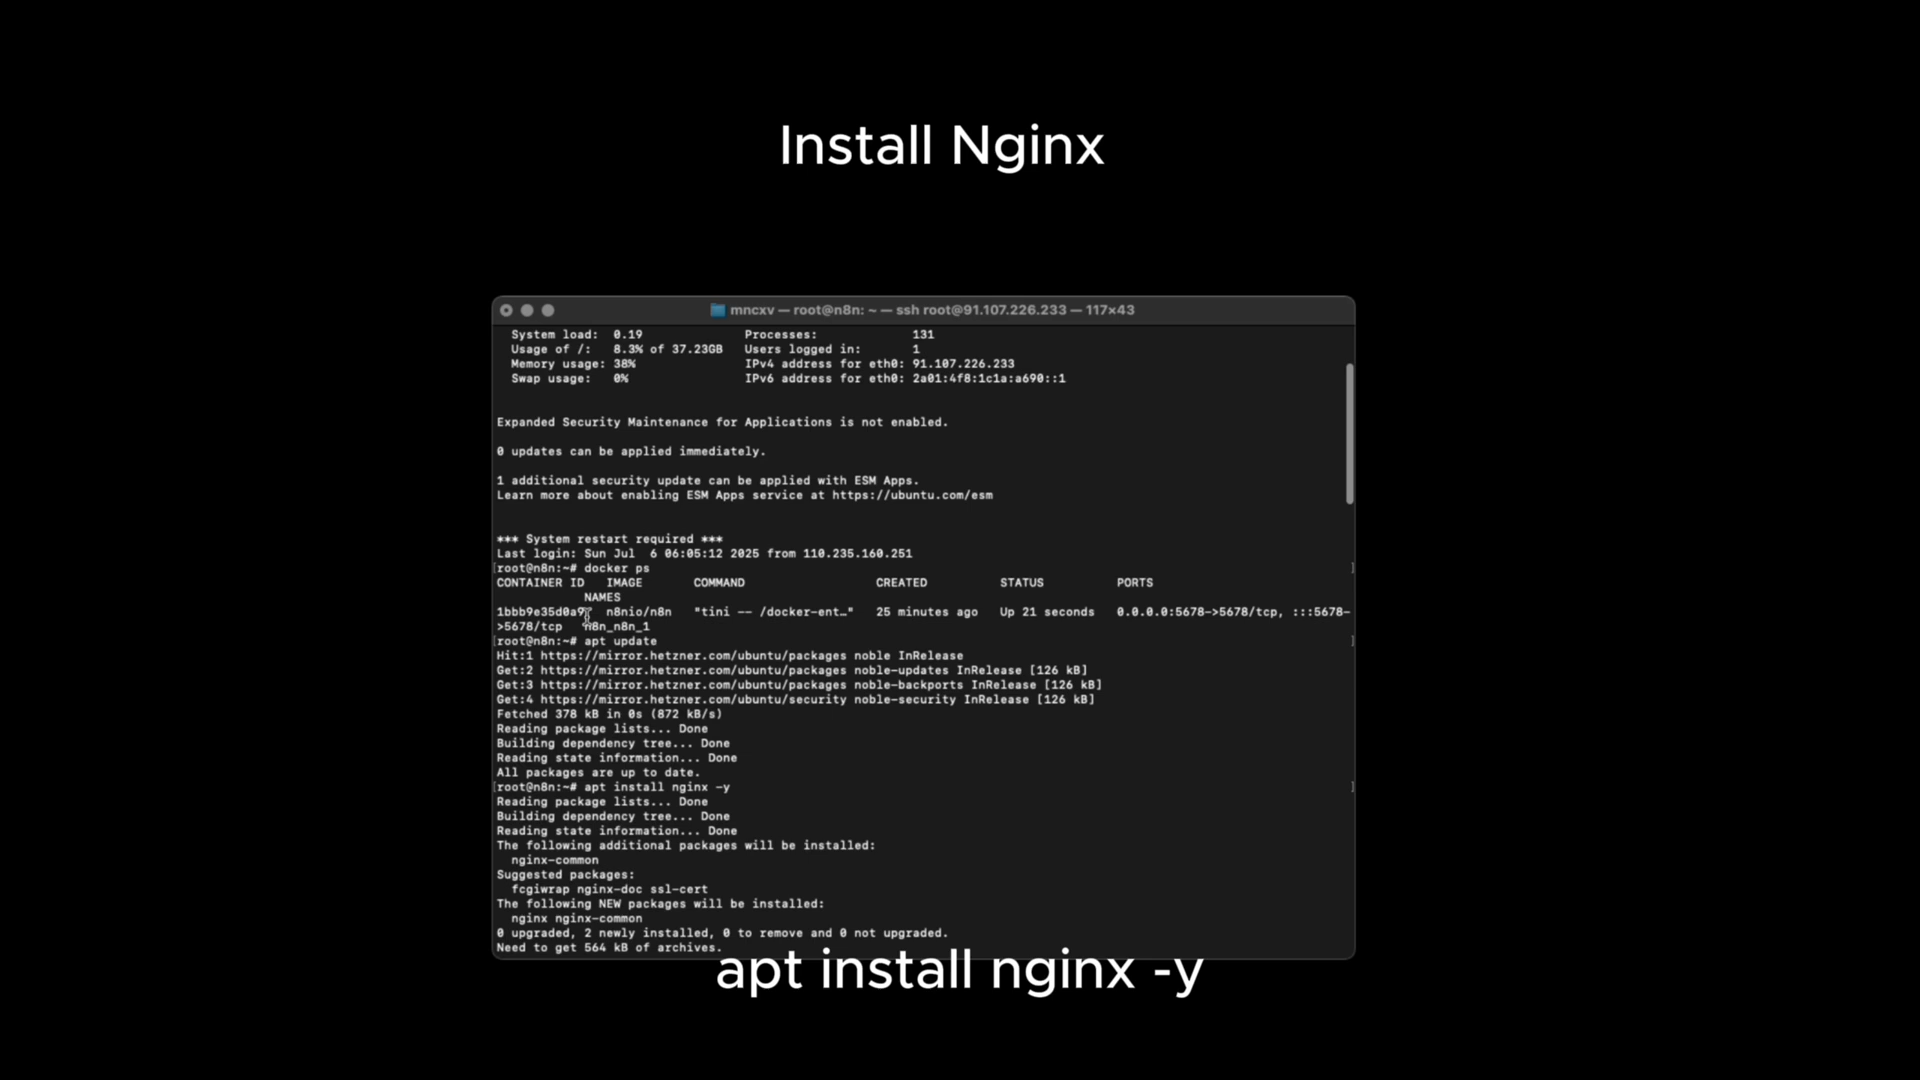 Install Nginx
mncxv — root@n8n: ~ — ssh root@91.107.226.233 — 117×43
System load: 0.19 Processes: 131
Usage of /: 8.3% of 37.23GB Users logged in: 1
Memory usage: 38% IPv4 address for eth0: 91.107.226.233
Swap usage: 0% IPv6 address for eth0: 2a01:4f8:1c1a:a690::1
Expanded Security Maintenance for Applications is not enabled.
0 updates can be applied immediately.
1 additional security update can be applied with ESM Apps.
Learn more about enabling ESM Apps service at https://ubuntu.com/esm
*** System restart required ***
Last login: Sun Jul  6 06:05:12 2025 from 110.235.160.251
[root@n8n:~# docker ps ]
CONTAINER ID IMAGE COMMAND CREATED STATUS PORTS
NAMES
1bbb9e35d0a9 n8nio/n8n "tini -- /docker-ent…" 25 minutes ago Up 21 seconds 0.0.0.0:5678->5678/tcp, :::5678-
>5678/tcp n8n_n8n_1
[root@n8n:~# apt update ]
Hit:1 https://mirror.hetzner.com/ubuntu/packages noble InRelease
Get:2 https://mirror.hetzner.com/ubuntu/packages noble-updates InRelease [126 kB]
Get:3 https://mirror.hetzner.com/ubuntu/packages noble-backports InRelease [126 kB]
Get:4 https://mirror.hetzner.com/ubuntu/security noble-security InRelease [126 kB]
Fetched 378 kB in 0s (872 kB/s)
Reading package lists... Done
Building dependency tree... Done
Reading state information... Done
All packages are up to date.
[root@n8n:~# apt install nginx -y ]
Reading package lists... Done
Building dependency tree... Done
Reading state information... Done
The following additional packages will be installed:
nginx-common
Suggested packages:
fcgiwrap nginx-doc ssl-cert
The following NEW packages will be installed:
nginx nginx-common
0 upgraded, 2 newly installed, 0 to remove and 0 not upgraded.
Need to get 564 kB of archives.
apt install nginx -y